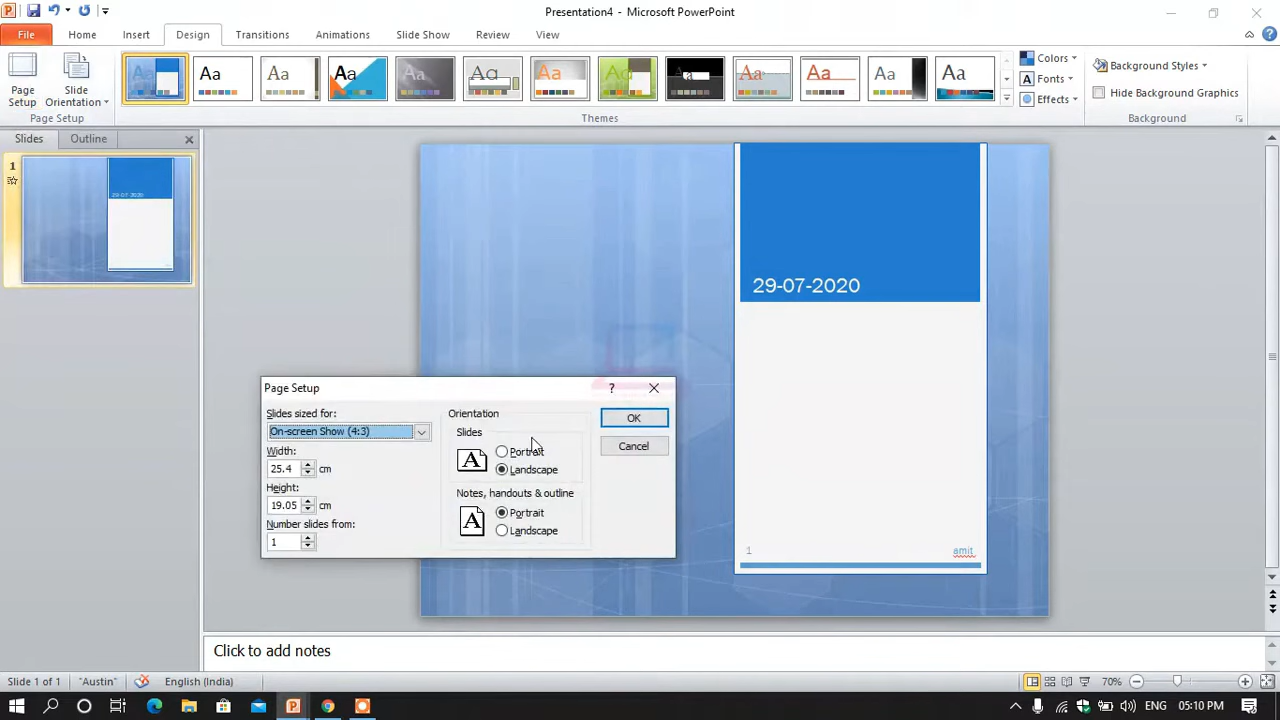 Presentation4 - Microsoft PowerPoint
File Home Insert Design Transitions Animations Slide Show Review View
Page Setup
Slide Orientation
Page Setup
Aa Aa Aa Aa Aa Aa Aa Aa Aa Aa Aa Aa Aa
Themes
Colors
Fonts
Effects
Background Styles
Hide Background Graphics
Background
Slides Outline
1
29-07-2020
29-07-2020
1 amit
Page Setup
Slides sized for:
On-screen Show (4:3)
Width:
25.4 cm
Height:
19.05 cm
Number slides from:
1
Orientation
Slides
A Portrait
Landscape
Notes, handouts & outline
A Portrait
Landscape
OK
Cancel
Click to add notes
Slide 1 of 1 "Austin" English (India) 70%
ENG 05:10 PM